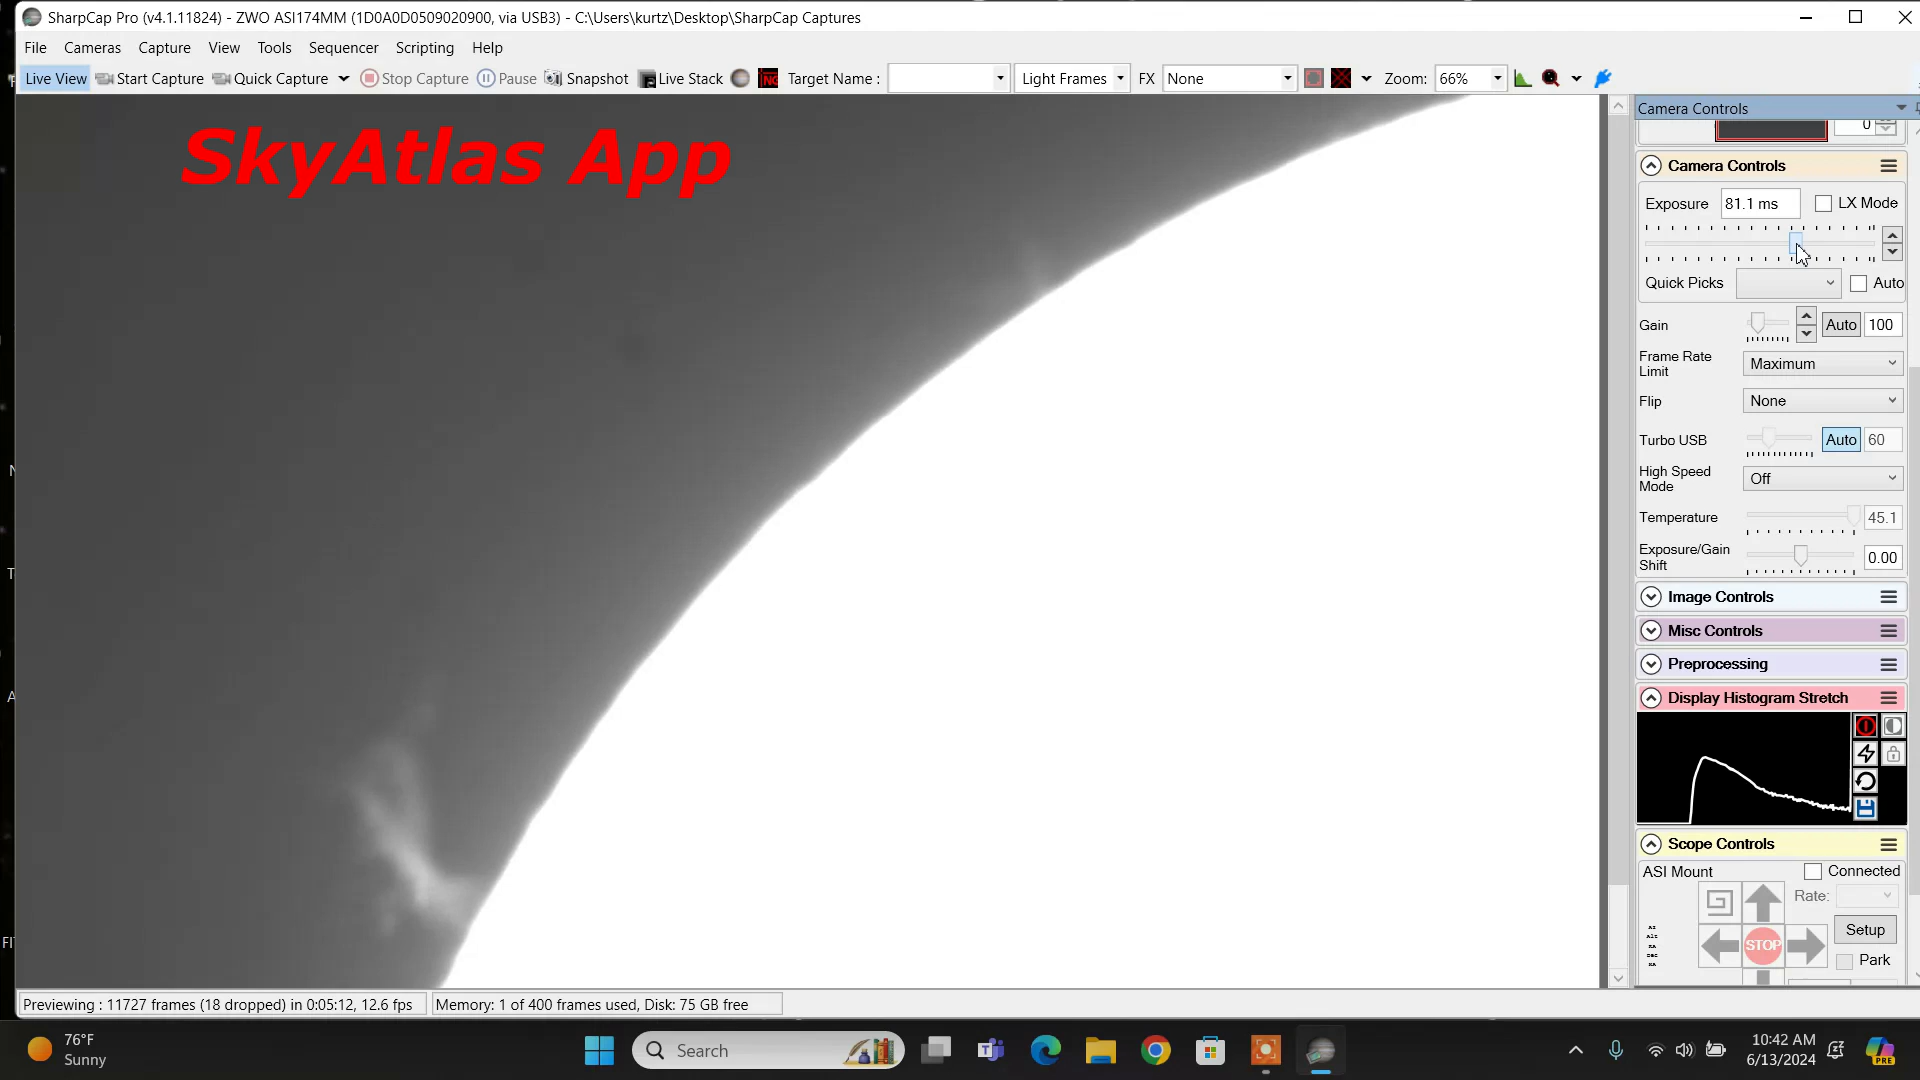 SharpCap Pro (v4.1.11824) - ZWO ASI174MM (1D0A0D0509020900, via USB3) - C:\Users\kurtz\Desktop\SharpCap Captures
File Cameras Capture View Tools Sequencer Scripting Help
Live View Start Capture Quick Capture Stop Capture Pause Snapshot Live Stack Target Name : Light Frames FX None Zoom: 66%
SkyAtlas App
Camera Controls
0
Camera Controls
Exposure 81.1 ms LX Mode
Quick Picks Auto
Gain Auto 100
Frame Rate Limit Maximum
Flip None
Turbo USB Auto 60
High Speed Mode Off
Temperature 45.1
Exposure/Gain Shift 0.00
Image Controls
Misc Controls
Preprocessing
Display Histogram Stretch
Scope Controls
ASI Mount Connected
Rate:
STOP Setup
Park
Previewing : 11727 frames (18 dropped) in 0:05:12, 12.6 fps Memory: 1 of 400 frames used, Disk: 75 GB free
76°F
Sunny
Search
10:42 AM
6/13/2024
PRE